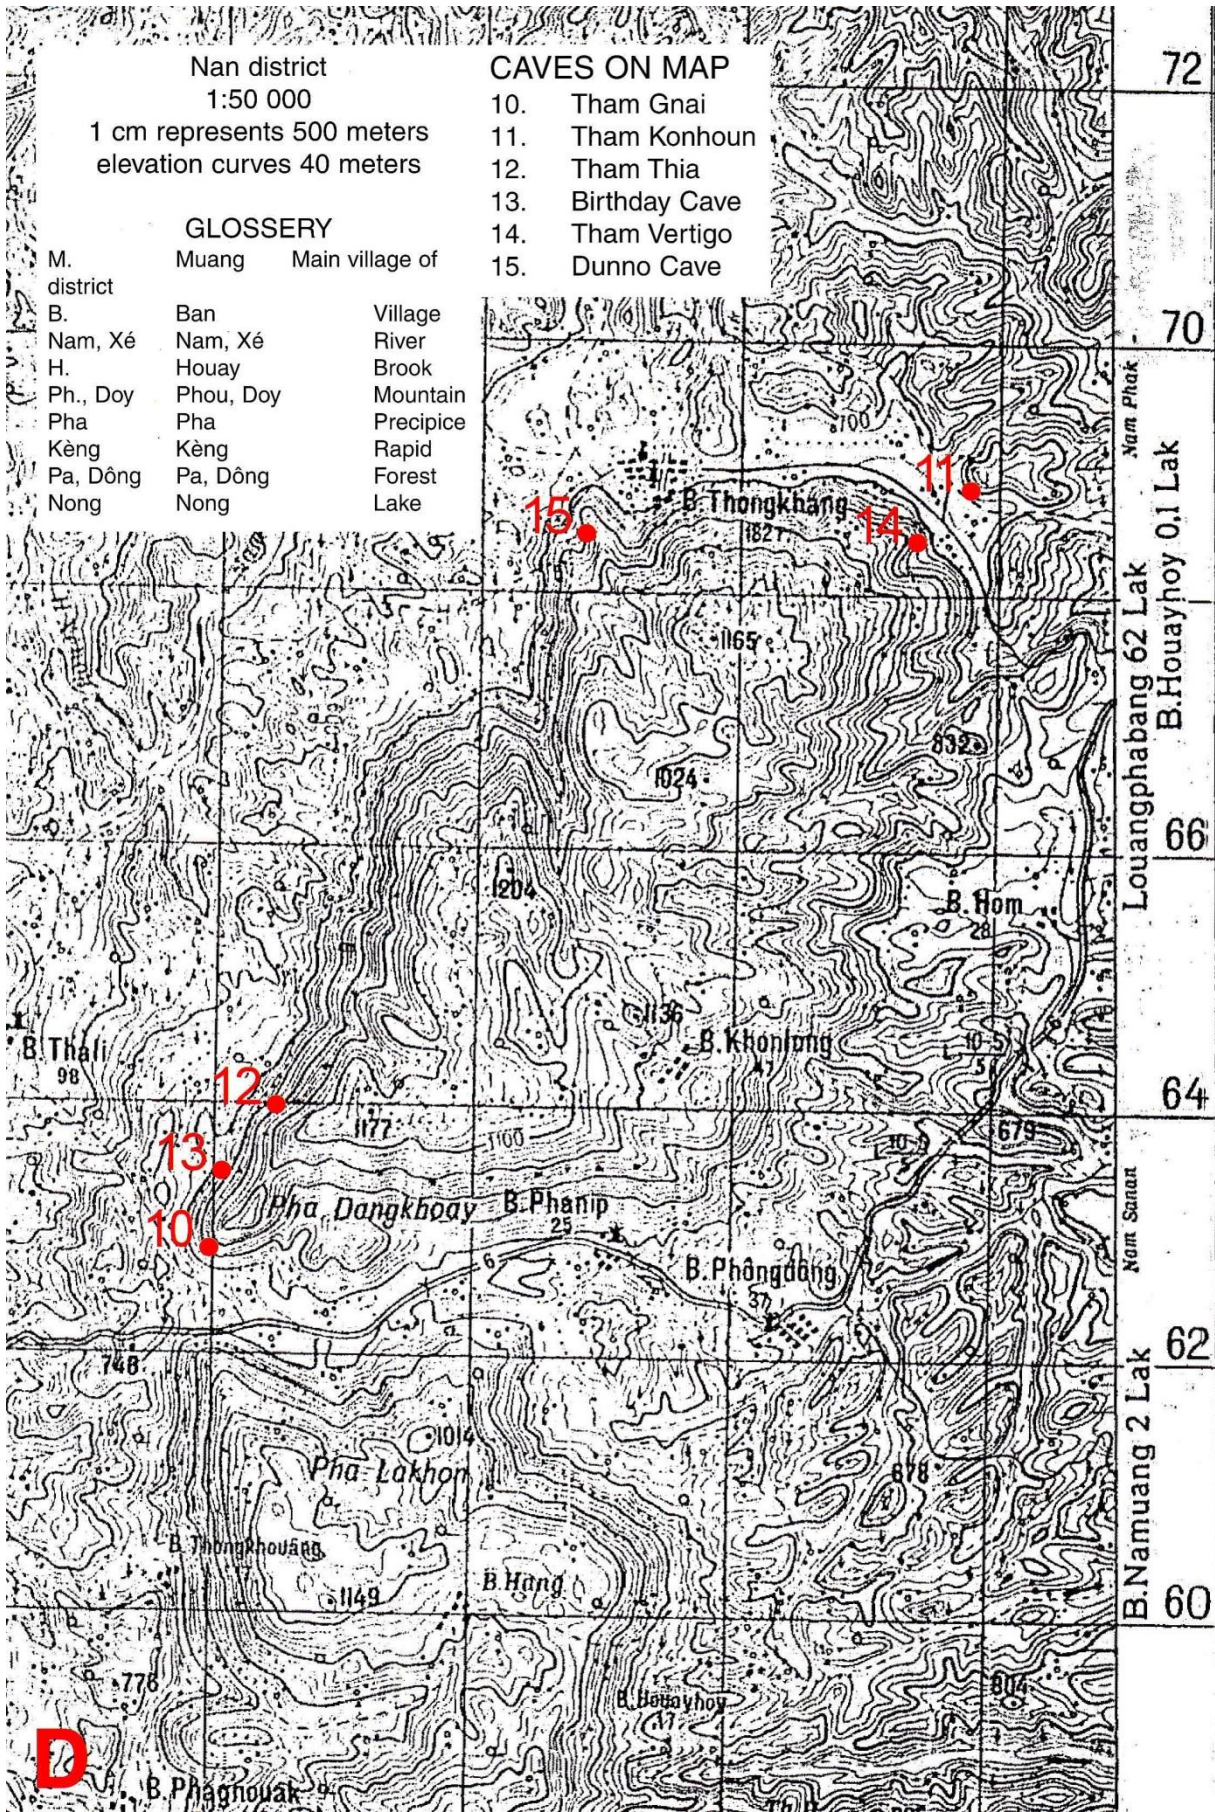 Nan district
1:50 000
1 cm represents 500 meters
elevation curves 40 meters
GLOSSERY
M. Muang Main village of
district
B. Ban Village
Nam, Xé Nam, Xé River
H. Houay Brook
Ph., Doy Phou, Doy Mountain
Pha Pha Precipice
Kèng Kèng Rapid
Pa, Dông Pa, Dông Forest
Nong Nong Lake
CAVES ON MAP
10. Tham Gnai
11. Tham Konhoun
12. Tham Thia
13. Birthday Cave
14. Tham Vertigo
15. Dunno Cave
72
70
Nam Phak
700
11
B. Thongkhang
15
14
1165
Louangphabang 62 Lak
B.Houaynoy 0,1 Lak
832
1024
66
1204
B. Hom
28
1136
B. Khonlong
41
B. Thali
98
12
64
1177
1100
679
13
Pha Dangkboay
B. Phanip
25
10
Nam Sanan
6
B. Phôngdông
37
62
748
1014
Pha Lakhon
678
B. Thongkhouang
B. Hang
1149
B.Namuang 2 Lak
60
776
804
B. Houayhoy
17
D
B. Phaghouak